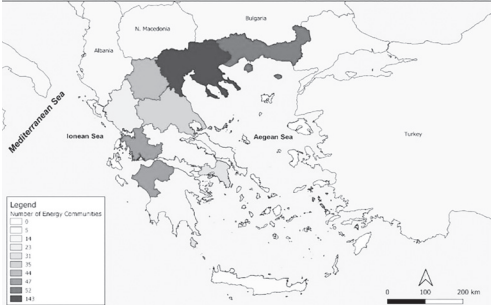 Bulgaria
N. Macedonia
Albania
Mediterranean Sea
Ionean Sea
Aegean Sea
Turkey
Legend
Number of Energy Communities
0
5
14
23
31
35
44
47
52
143
0 100 200 km